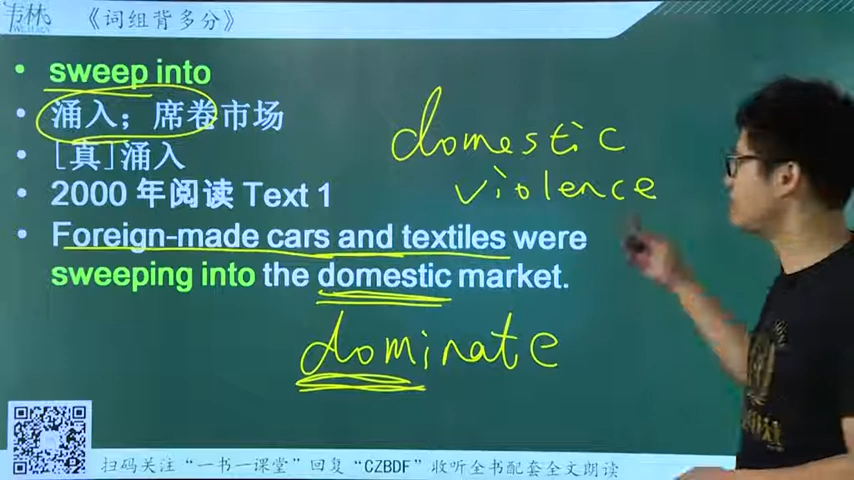 韦林
《词组背多分》
• sweep into
• 涌入；席卷市场
• [真]涌入
• 2000 年阅读 Text 1
• Foreign-made cars and textiles were
sweeping into the domestic market.
domestic
violence
dominate
扫码关注“一书一课堂”回复“CZBDF”收听全书配套全文朗读